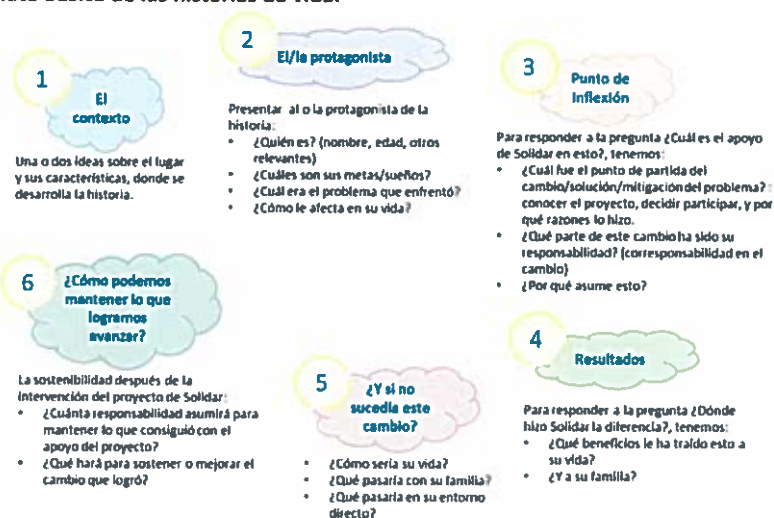 1
El
contexto
Una o dos ideas sobre el lugar
y sus características, donde se
desarrolla la historia.
2
El/la protagonista
Presentar al o la protagonista de la
historia:
• ¿Quién es? (nombre, edad, otros
relevantes)
• ¿Cuáles son sus metas/sueños?
• ¿Cuál era el problema que enfrentó?
• ¿Cómo le afecta en su vida?
3
Punto de
Inflexión
Para responder a la pregunta ¿Cuál es el apoyo
de Solidar en esto?, tenemos:
• ¿Cuál fue el punto de partida del
cambio/solución/mitigación del problema? :
conocer el proyecto, decidir participar, y por
qué razones lo hizo.
• ¿Qué parte de este cambio ha sido su
responsabilidad? (corresponsabilidad en el
cambio)
• ¿Por qué asume esto?
4
Resultados
Para responder a la pregunta ¿Dónde
hizo Solidar la diferencia?, tenemos:
• ¿Qué beneficios le ha traído esto a
su vida?
• ¿Y a su familia?
5
¿Y si no
sucedía este
cambio?
• ¿Cómo sería su vida?
• ¿Qué pasaría con su familia?
• ¿Qué pasaría en su entorno
directo?
6
¿Cómo podemos
mantener lo que
logramos
avanzar?
La sostenibilidad después de la
intervención del proyecto de Solidar:
• ¿Cuánta responsabilidad asumirá para
mantener lo que consiguió con el
apoyo del proyecto?
• ¿Qué hará para sostener o mejorar el
cambio que logró?